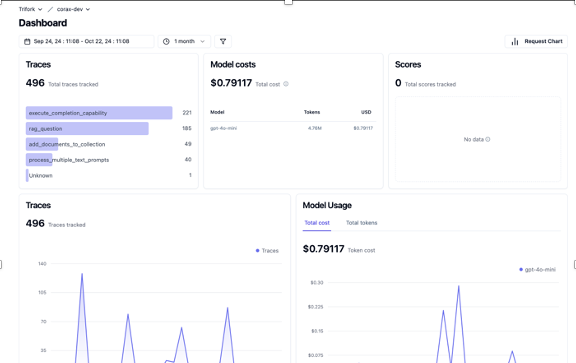 Trifork / corax-dev
Dashboard
Sep 24, 24 : 11:08 - Oct 22, 24 : 11:08
1 month
Request Chart
Traces
496 Total traces tracked
execute_completion_capability 221
rag_question 185
add_documents_to_collection 49
process_multiple_text_prompts 40
Unknown 1
Model costs
$0.79117 Total cost
Model Tokens USD
gpt-4o-mini 4.78M $0.79117
Scores
0 Total scores tracked
No data
Traces
496 Traces tracked
Traces
140
105
70
35
Model Usage
Total cost Total tokens
$0.79117 Token cost
gpt-4o-mini
$0.30
$0.225
$0.15
$0.075